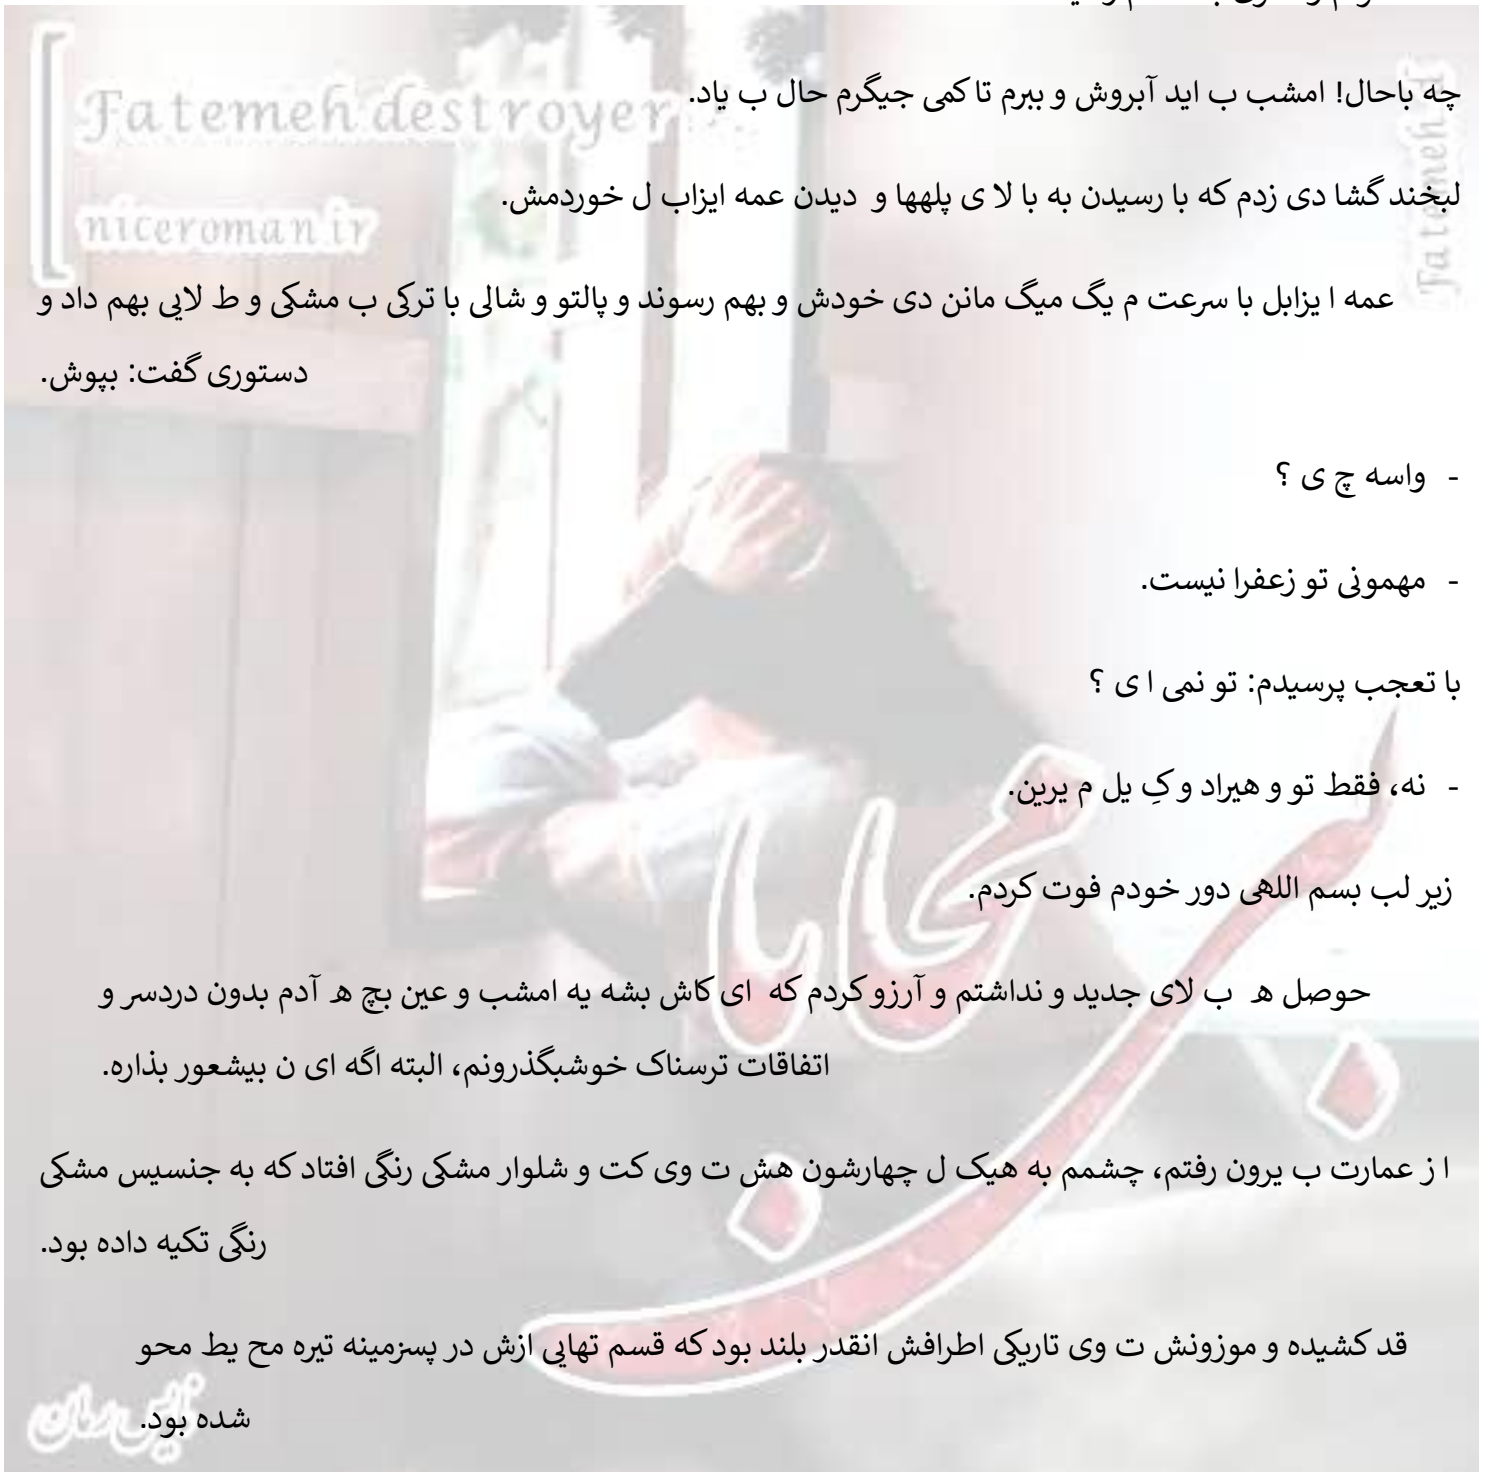 Fatemeh destroyer
niceroman.ir
Fatemeh d
چه باحال! امشب ب اید آبروش و ببرم تا کمی جیگرم حال ب یاد.
لبخند گشا دی زدم که با رسیدن به با لا ی پلهها و دیدن عمه ایزاب ل خوردمش.
عمه ا یزابل با سرعت م یگ میگ مانن دی خودش و بهم رسوند و پالتو و شالی با ترکی ب مشکی و ط لایی بهم داد و
دستوری گفت: بپوش.
- واسه چ ی ؟
- مهمونی تو زعفرا نیست.
با تعجب پرسیدم: تو نمی ا ی ؟
- نه، فقط تو و هیراد و کِ یل م یرین.
زیر لب بسم اللهی دور خودم فوت کردم.
حوصل ه ب لای جدید و نداشتم و آرزو کردم که ای کاش بشه یه امشب و عین بچ ه آدم بدون دردسر و
اتفاقات ترسناک خوشبگذرونم، البته اگه ای ن بیشعور بذاره.
ا ز عمارت ب یرون رفتم، چشمم به هیک ل چهارشون هش ت وی کت و شلوار مشکی رنگی افتاد که به جنسیس مشکی
رنگی تکیه داده بود.
قد کشیده و موزونش ت وی تاریکی اطرافش انقدر بلند بود که قسم تهایی ازش در پسزمینه تیره مح یط محو
شده بود.
بی محابان
نایس رمان